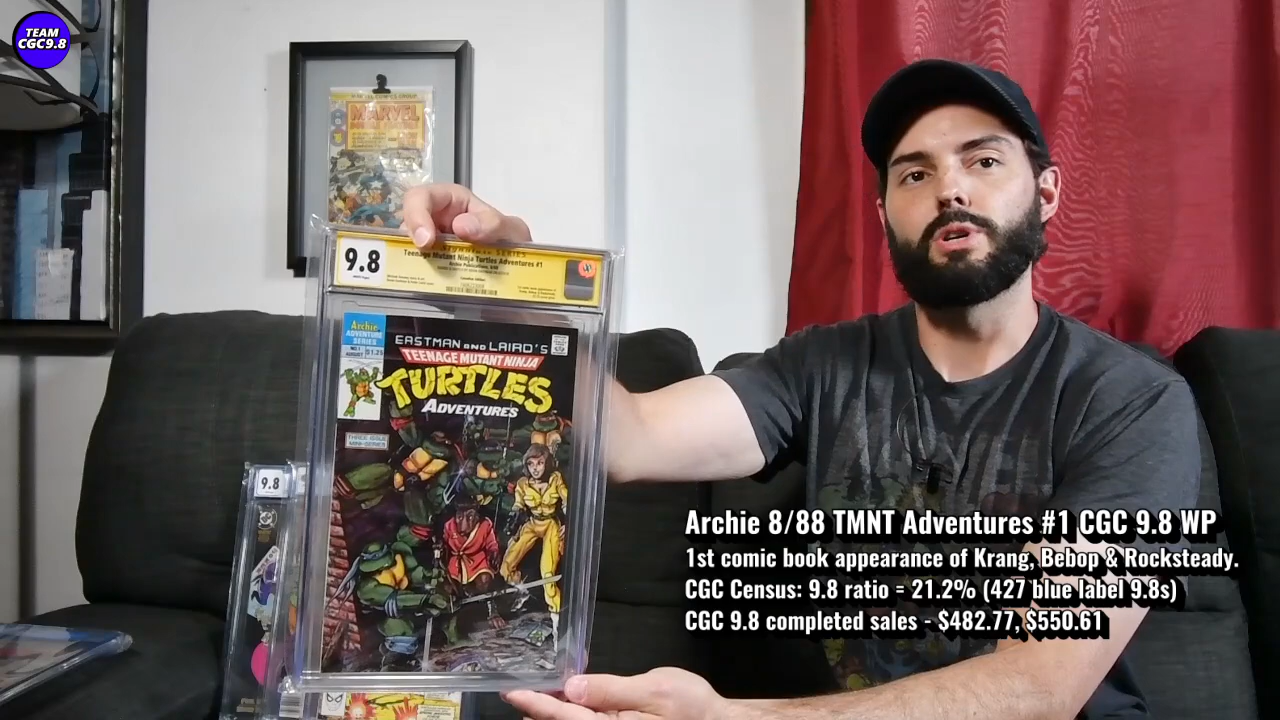 TEAM
CGC9.8
MARVEL
9.8
Teenage Mutant Ninja Turtles Adventures #1
Archie
ADVENTURE
SERIES
NO.1
AUGUST
$1.25
EASTMAN AND LAIRD'S
TEENAGE MUTANT NINJA
TURTLES
ADVENTURES
THREE ISSUE
MINI-SERIES
9.8
MARVEL
Archie 8/88 TMNT Adventures #1 CGC 9.8 WP
1st comic book appearance of Krang, Bebop & Rocksteady.
CGC Census: 9.8 ratio = 21.2% (427 blue label 9.8s)
CGC 9.8 completed sales - $482.77, $550.61